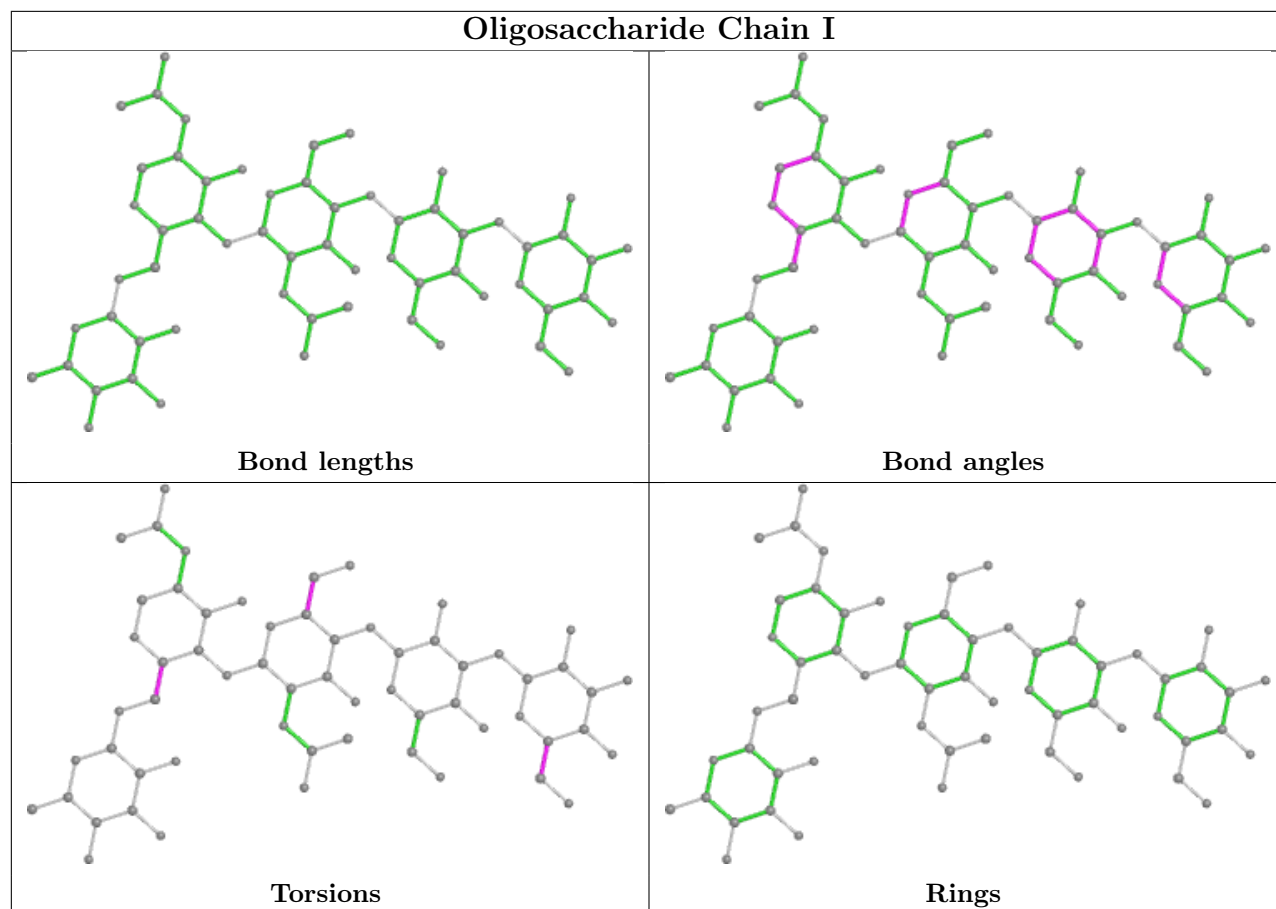 Oligosaccharide Chain I
Bond lengths
Bond angles
Torsions
Rings